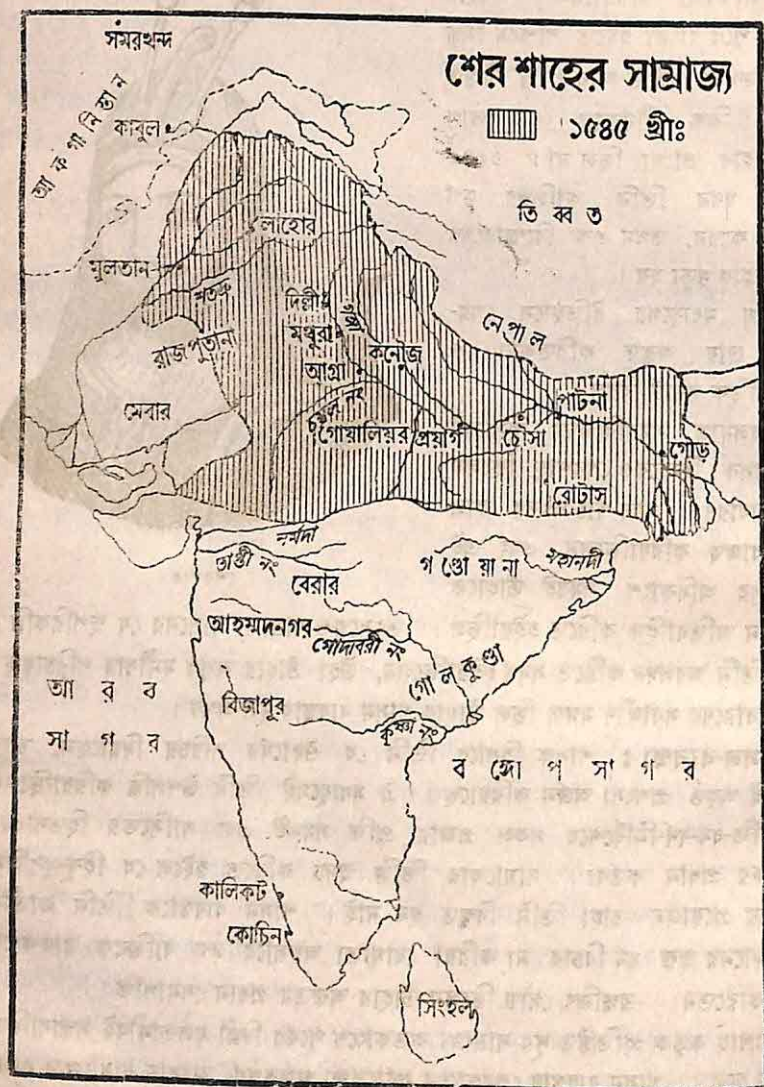 সমরখন্দ
শের শাহের সাম্রাজ্য
১৫৪৫ খ্রীঃ
আফগানিস্তান
কাবুল
তিব্বত
লাহোর
মুলতান
শতদ্রু
দিল্লী
গঙ্গা
নেপাল
মথুরা
কনৌজ
রাজপুতানা
আগ্রা
মেবার
চম্বল নং
পাটনা
গোয়ালিয়র
প্রয়াগ
চৌসা
গৌড়
রোটাস
নর্মদা
তাপ্তী নং
গণ্ডোয়ানা
মহানদী
বেরার
আহম্মদনগর
গোদাবরী নং
গোলকুণ্ডা
আরব
সাগর
বিজাপুর
কৃষ্ণা নং
বঙ্গোপসাগর
কালিকট
কোচিন
সিংহল